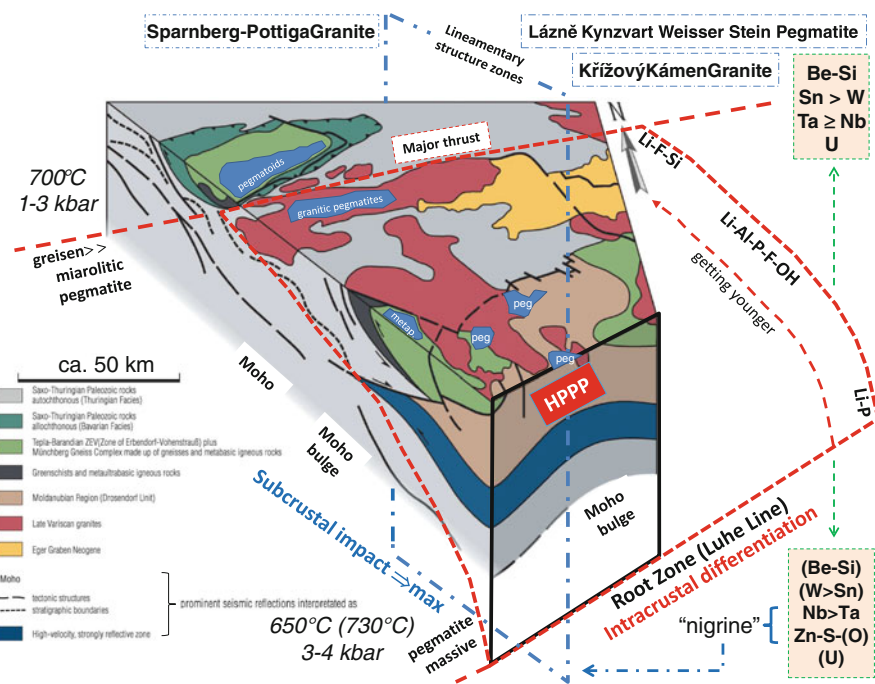 Sparnberg-PottigaGranite
Lineamentary
structure zones
Lázně Kynzvart Weisser Stein Pegmatite
KřížovýKámenGranite
Be-Si
Sn > W
Ta ≥ Nb
U
N
Li-F-Si
Major thrust
pegmatoids
700°C
1-3 kbar
granitic pegmatites
greisen>>
miarolitic
pegmatite
Li-Al-P-F-OH
getting younger
peg
metap
peg
peg
HPPP
Li-P
ca. 50 km
Moho
Moho
bulge
Moho
bulge
Saxo-Thuringian Paleozoic rocks
autochthonous (Thuringian Facies)
Saxo-Thuringian Paleozoic rocks
allochthonous (Bavarian Facies)
Tepla-Barandian ZEV(Zone of Erbendorf-Vohenstrauß) plus
Münchberg Gneiss Complex made up of greisses and metabasic igneous rocks
Greenschists and metaultrabasic igneous rocks
Moldanubian Region (Drosendorf Unit)
Late Variscan granites
Eger Graben Neogene
Moho
tectonic structures
stratigraphic boundaries
prominent seismic reflections interpretated as
High-velocity, strongly reflective zone
Subcrustal impact ⇒max
650°C (730°C)
3-4 kbar
pegmatite
massive
Root Zone (Luhe Line)
Intracrustal differentiation
"nigrine"
(Be-Si)
(W>Sn)
Nb>Ta
Zn-S-(O)
(U)